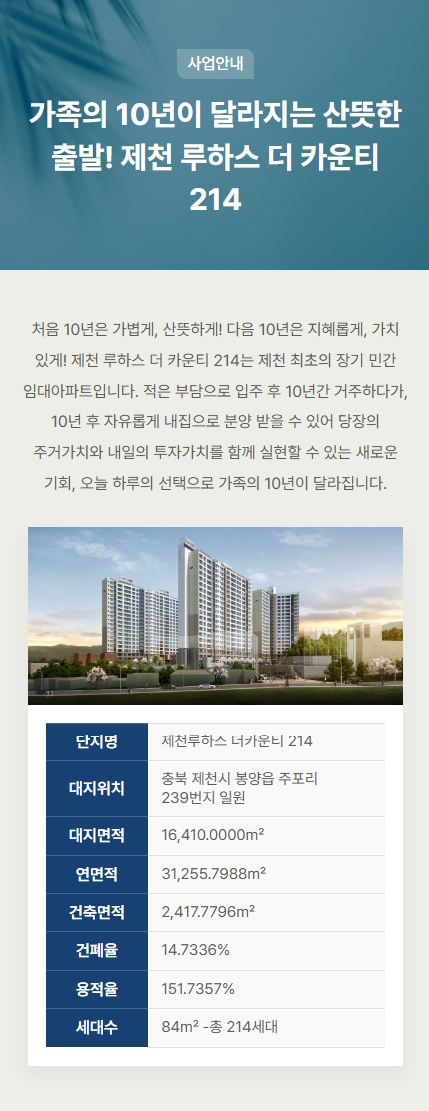 사업안내
가족의 10년이 달라지는 산뜻한
출발! 제천 루하스 더 카운티
214
처음 10년은 가볍게, 산뜻하게! 다음 10년은 지혜롭게, 가치
있게! 제천 루하스 더 카운티 214는 제천 최초의 장기 민간
임대아파트입니다. 적은 부담으로 입주 후 10년간 거주하다가,
10년 후 자유롭게 내집으로 분양 받을 수 있어 당장의
주거가치와 내일의 투자가치를 함께 실현할 수 있는 새로운
기회, 오늘 하루의 선택으로 가족의 10년이 달라집니다.
단지명 제천루하스 더카운티 214
대지위치 충북 제천시 봉양읍 주포리
239번지 일원
대지면적 16,410.0000m²
연면적 31,255.7988m²
건축면적 2,417.7796m²
건폐율 14.7336%
용적율 151.7357%
세대수 84m² -총 214세대